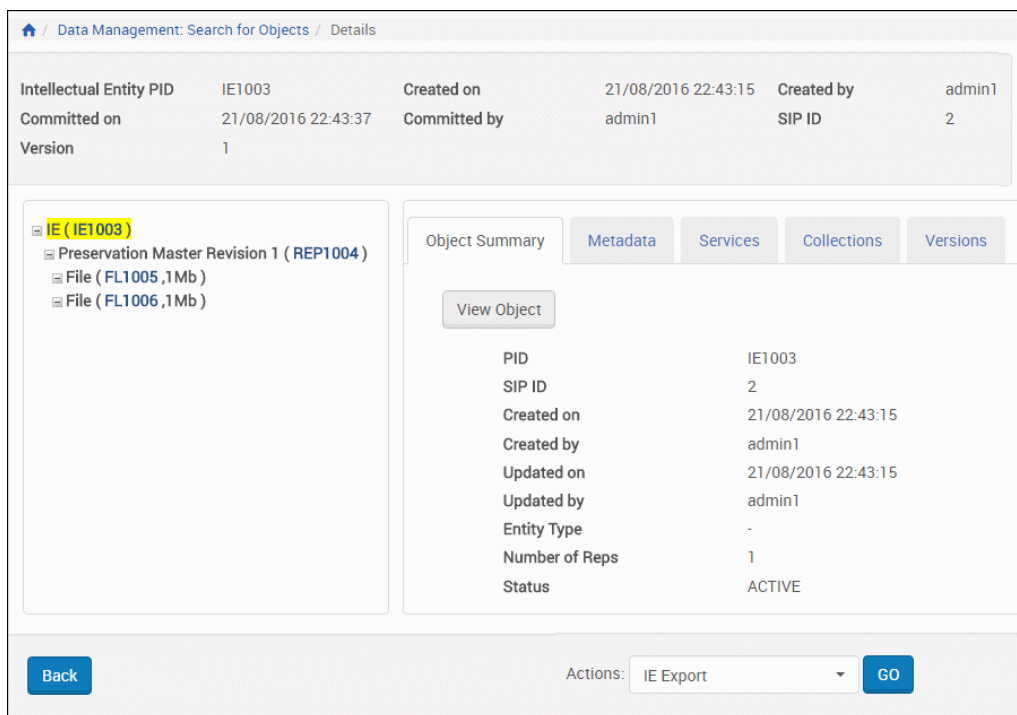 / Data Management: Search for Objects / Details
Intellectual Entity PID IE1003 Created on 21/08/2016 22:43:15 Created by admin1
Committed on 21/08/2016 22:43:37 Committed by admin1 SIP ID 2
Version 1
IE ( IE1003 )
Preservation Master Revision 1 ( REP1004 )
File ( FL1005 ,1Mb )
File ( FL1006 ,1Mb )
Object Summary Metadata Services Collections Versions
View Object
PID IE1003
SIP ID 2
Created on 21/08/2016 22:43:15
Created by admin1
Updated on 21/08/2016 22:43:15
Updated by admin1
Entity Type -
Number of Reps 1
Status ACTIVE
Back Actions: IE Export GO